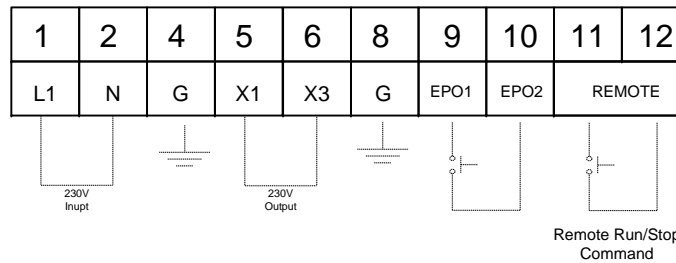 1 2 4 5 6 8 9 10 11 12
L1 N G X1 X3 G EPO1 EPO2 REMOTE
230V
Inupt
230V
Output
Remote Run/Stop
Command